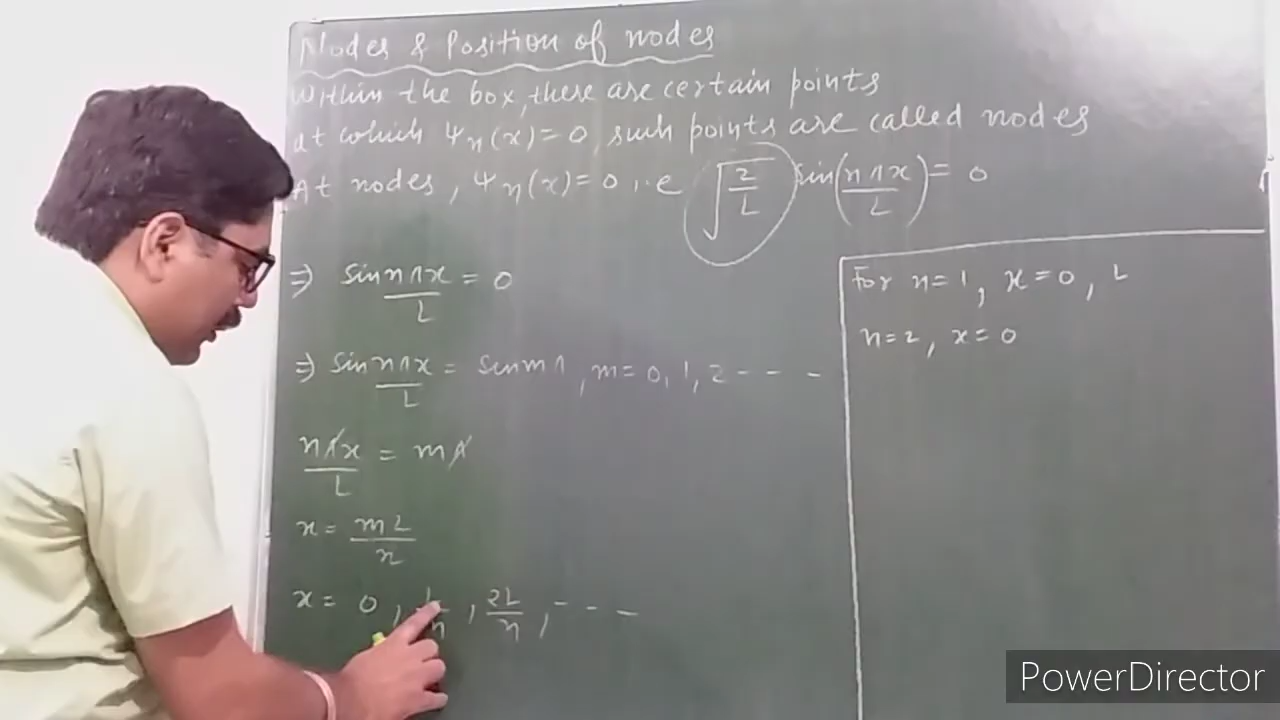 Nodes & Position of nodes
Within the box, there are certain points
at which Ψn(x) = 0, such points are called nodes
At nodes, Ψn(x) = 0 i.e √(2/L) sin(nπx/L) = 0
⇒ sin nπx/L = 0
⇒ sin nπx/L = sin mπ, m = 0, 1, 2 - - -
nπx/L = mπ
x = mL/n
x = 0, L/n, 2L/n, - - -
For n = 1, x = 0, L
n = 2, x = 0
PowerDirector